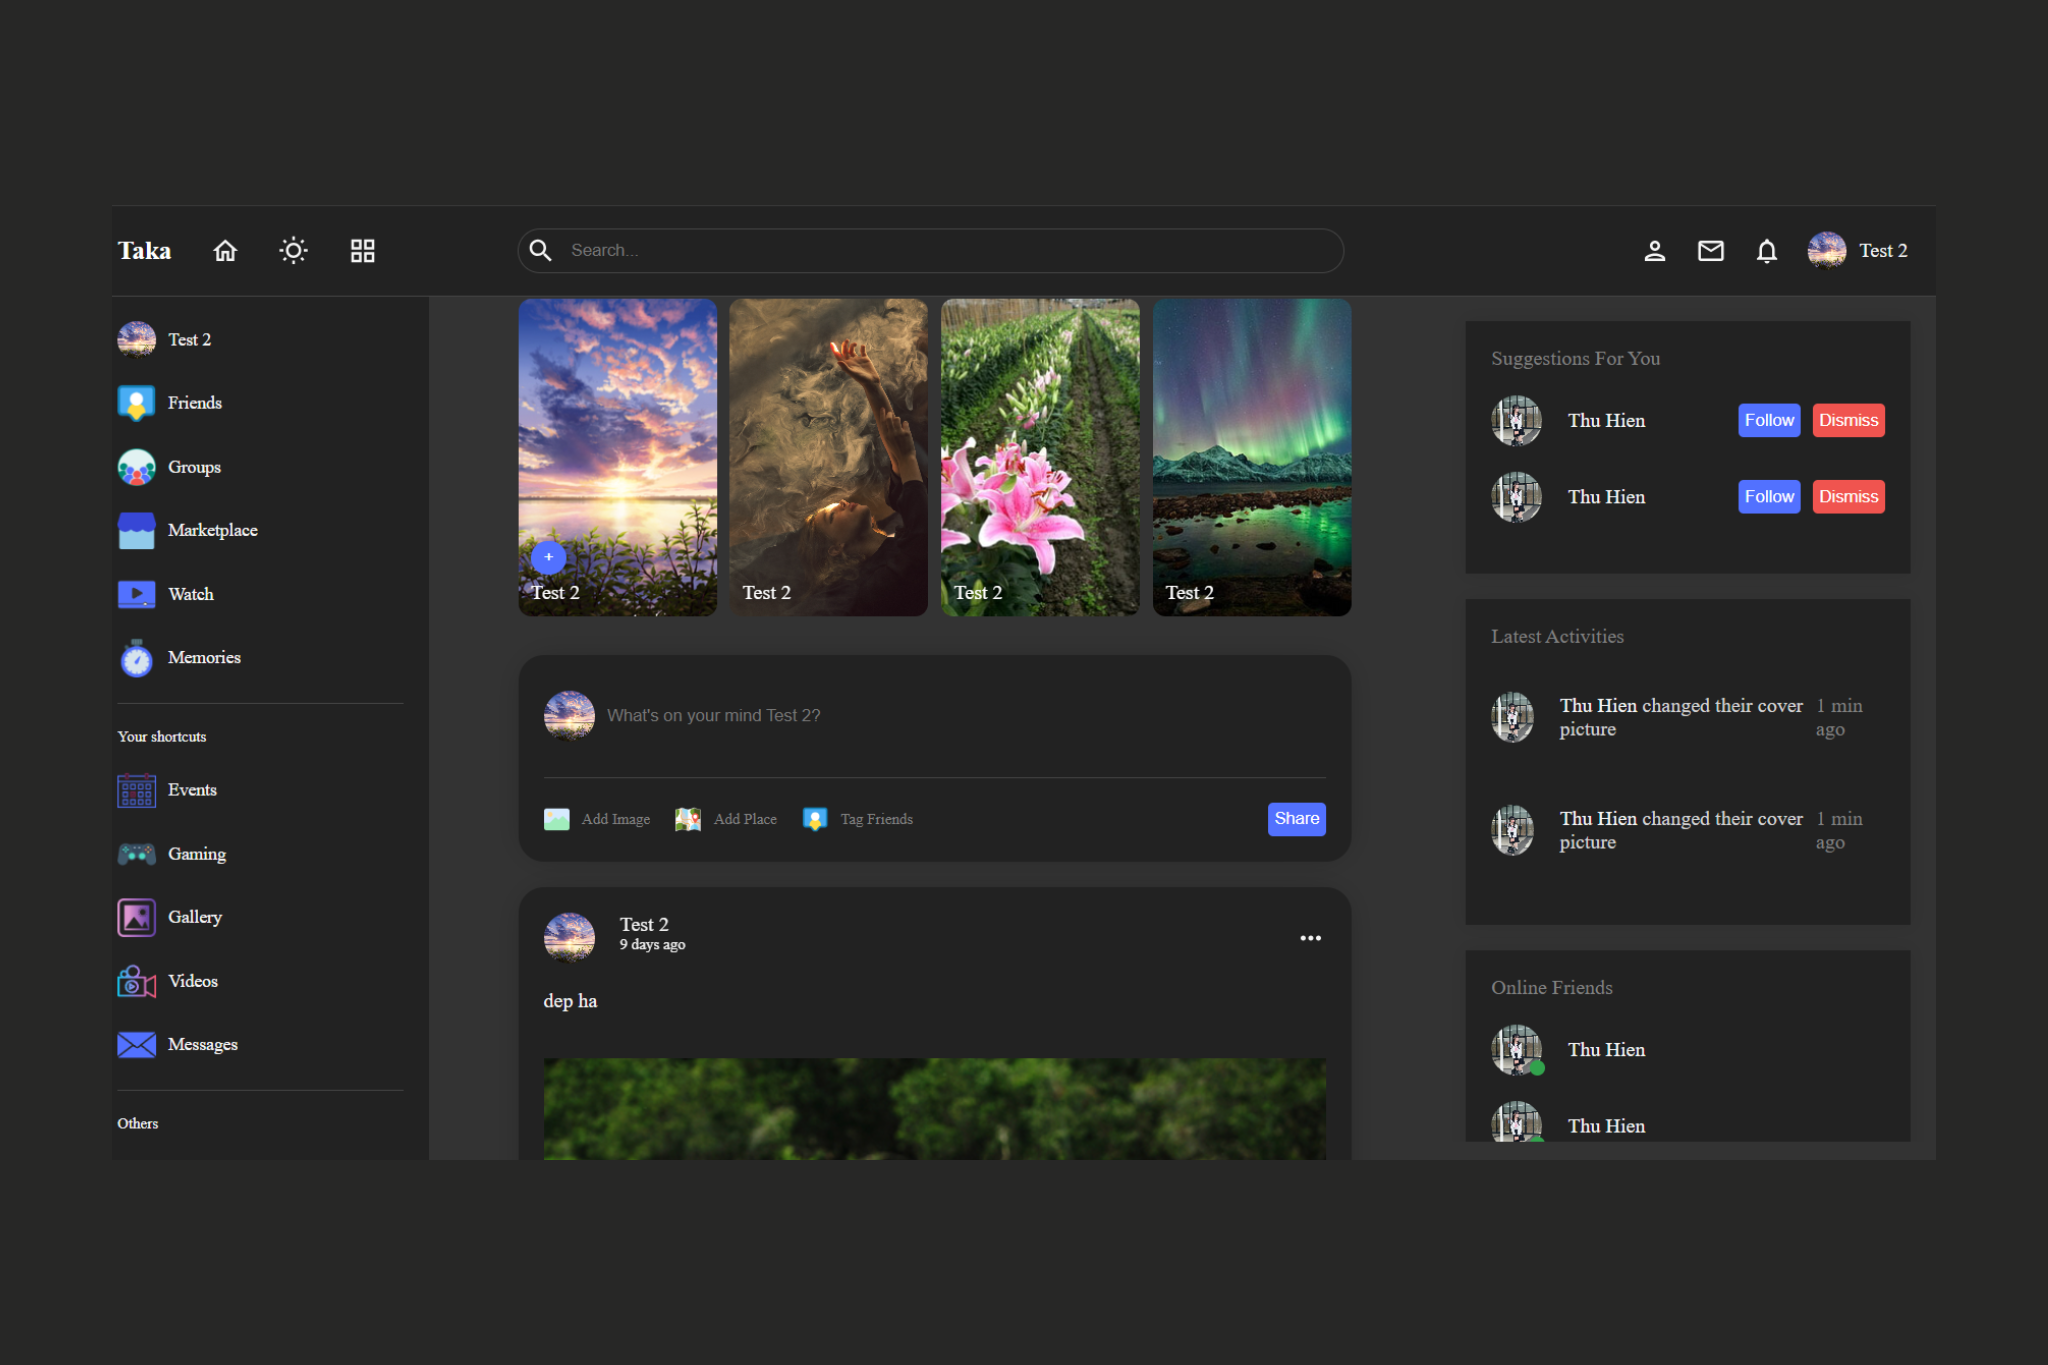 Taka
Search...
Test 2
Test 2
Friends
Groups
Marketplace
Watch
Memories
Your shortcuts
Events
Gaming
Gallery
Videos
Messages
Others
+
Test 2
Test 2
Test 2
Test 2
What's on your mind Test 2?
Add Image
Add Place
Tag Friends
Share
Test 2
9 days ago
dep ha
Suggestions For You
Thu Hien
Follow
Dismiss
Thu Hien
Follow
Dismiss
Latest Activities
Thu Hien changed their cover
picture
1 min
ago
Thu Hien changed their cover
picture
1 min
ago
Online Friends
Thu Hien
Thu Hien